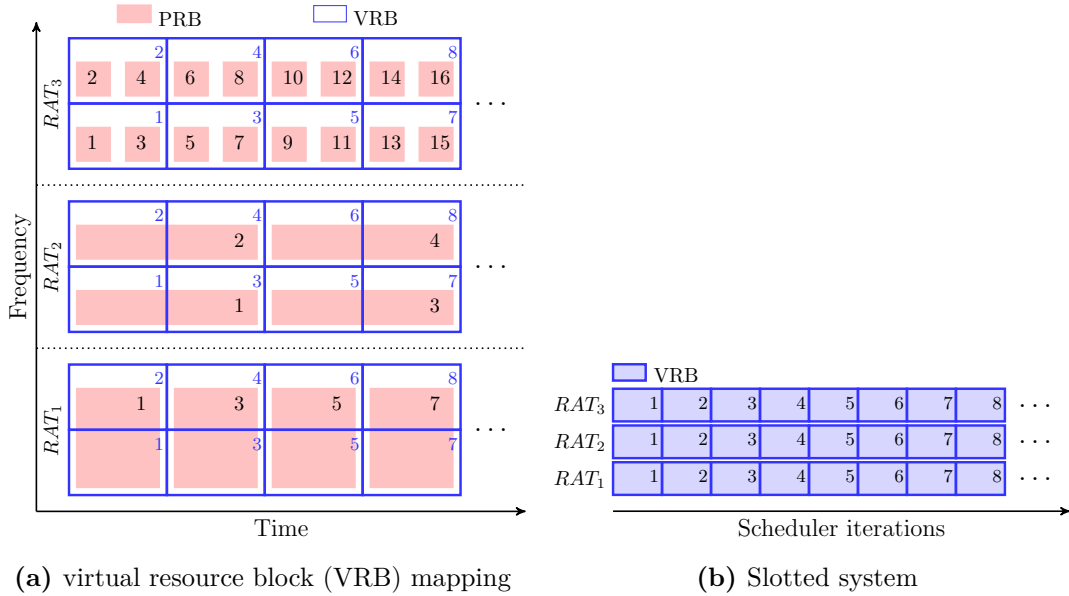 PRB VRB
Frequency
RAT3
2 4 6 8
2 4 6 8 10 12 14 16
1 3 5 7
1 3 5 7 9 11 13 15
...
RAT2
2 4 6 8
2 4
1 3 5 7
1 3
...
RAT1
2 4 6 8
1 3 5 7
1 3 5 7
...
Time
(a) virtual resource block (VRB) mapping
VRB
RAT3 1 2 3 4 5 6 7 8 ...
RAT2 1 2 3 4 5 6 7 8 ...
RAT1 1 2 3 4 5 6 7 8 ...
Scheduler iterations
(b) Slotted system